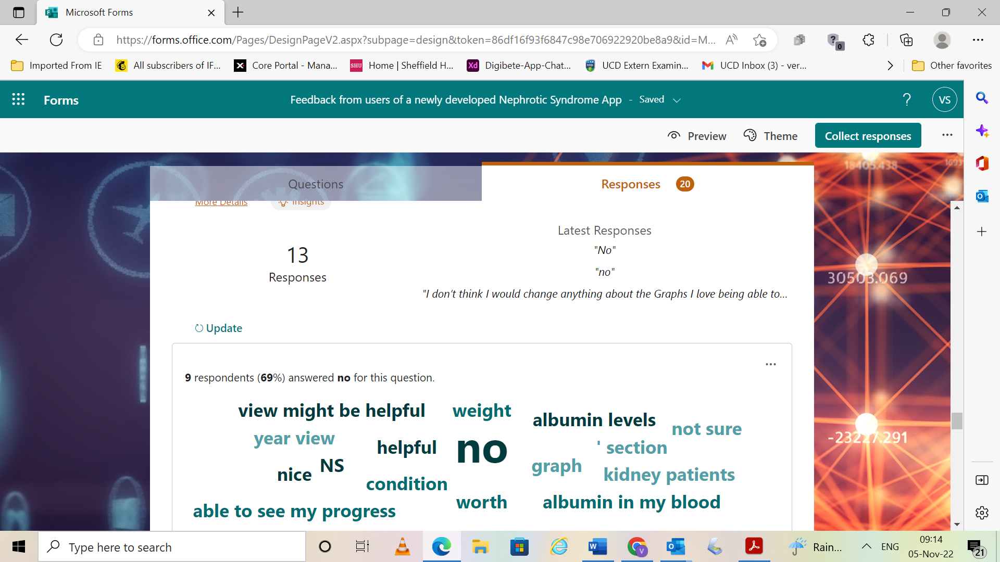 Microsoft Forms
https://forms.office.com/Pages/DesignPageV2.aspx?subpage=design&token=86df16f93f6847c98e706922920be8a9&id=M...
Imported From IE
All subscribers of IF...
Core Portal - Mana...
SHU
Home | Sheffield H...
Xd
Digibete-App-Chat...
UCD Extern Examin...
UCD Inbox (3) - ver...
Other favorites
Forms
Feedback from users of a newly developed Nephrotic Syndrome App - Saved
?
VS
Preview
Theme
Collect responses
Questions
Responses 20
18405.438
More Details
Insights
13
Responses
Latest Responses
"No"
"no"
"I don't think I would change anything about the Graphs I love being able to...
30503.069
Update
9 respondents (69%) answered no for this question.
view might be helpful
weight
albumin levels
not sure
year view
helpful
no
' section
-23227.291
nice
NS
graph
kidney patients
condition
worth
albumin in my blood
able to see my progress
Type here to search
Rain...
ENG
09:14
05-Nov-22
21